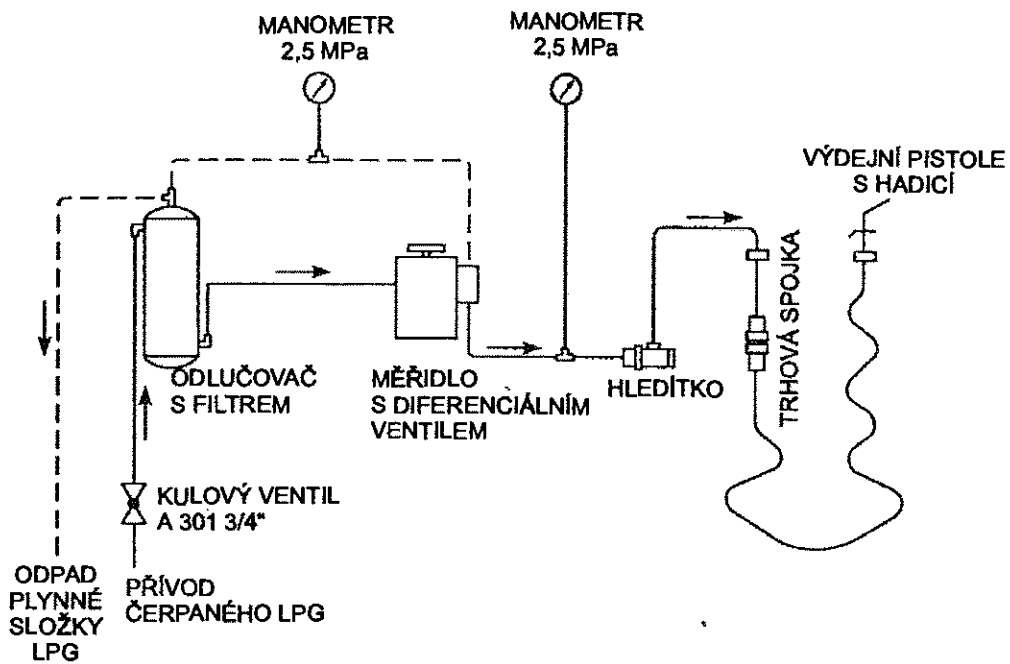 MANOMETR
2,5 MPa
MANOMETR
2,5 MPa
VÝDEJNÍ PISTOLE
S HADICÍ
TRHOVÁ SPOJKA
ODLUČOVAČ
S FILTREM
MĚŘIDLO
S DIFERENCIÁLNÍM
VENTILEM
HLEDÍTKO
KULOVÝ VENTIL
A 301 3/4"
ODPAD
PLYNNÉ
SLOŽKY
LPG
PŘÍVOD
ČERPANÉHO LPG